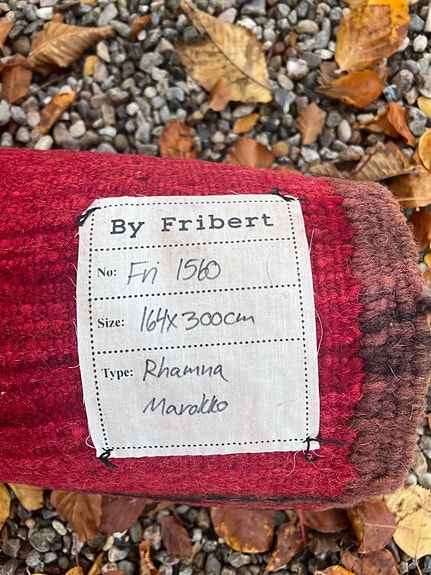 By Fribert
No: Fri 1560
Size: 164x300cm
Type: Rhamna
Marokko